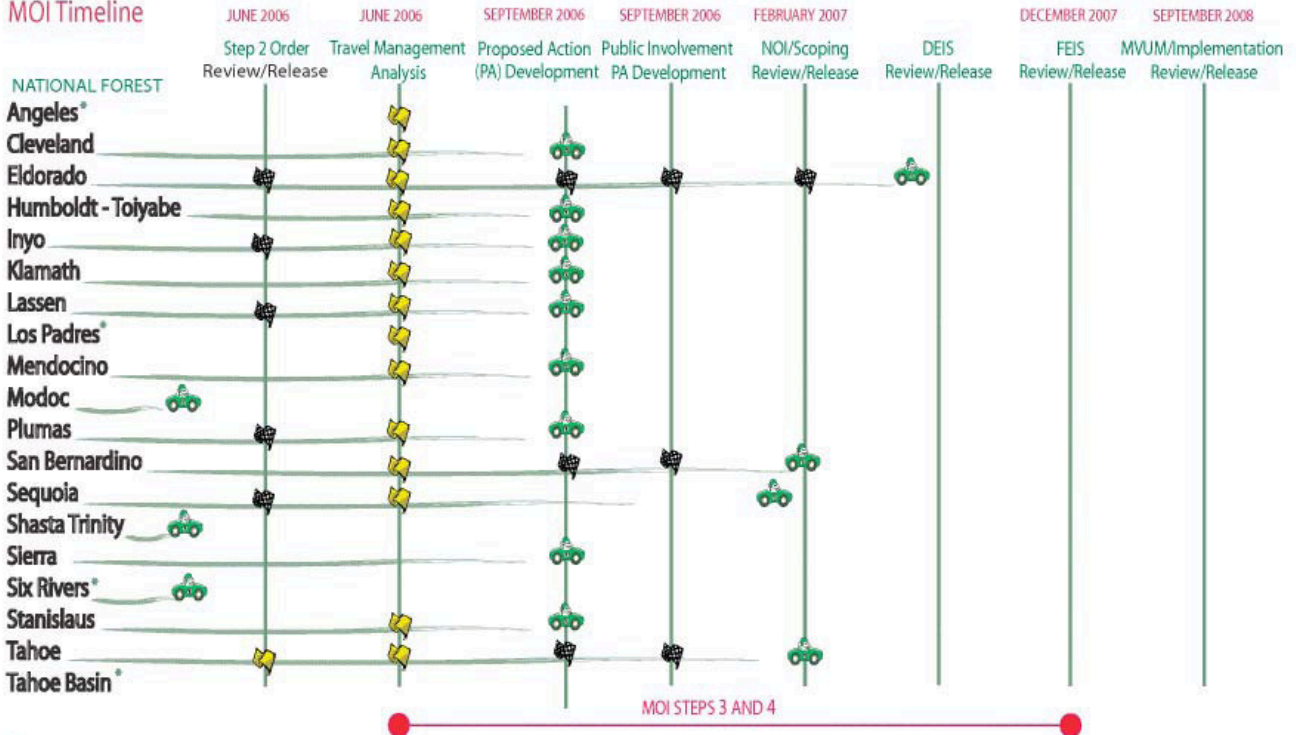 MOI Timeline
JUNE 2006 JUNE 2006 SEPTEMBER 2006 SEPTEMBER 2006 FEBRUARY 2007 DECEMBER 2007 SEPTEMBER 2008
Step 2 Order Travel Management Proposed Action Public Involvement NOI/Scoping DEIS FEIS MVUM/Implementation
Review/Release Analysis (PA) Development PA Development Review/Release Review/Release Review/Release Review/Release
NATIONAL FOREST
Angeles*
Cleveland
Eldorado
Humboldt - Toiyabe
Inyo
Klamath
Lassen
Los Padres*
Mendocino
Modoc
Plumas
San Bernardino
Sequoia
Shasta Trinity
Sierra
Six Rivers*
Stanislaus
Tahoe
Tahoe Basin*
MOI STEPS 3 AND 4